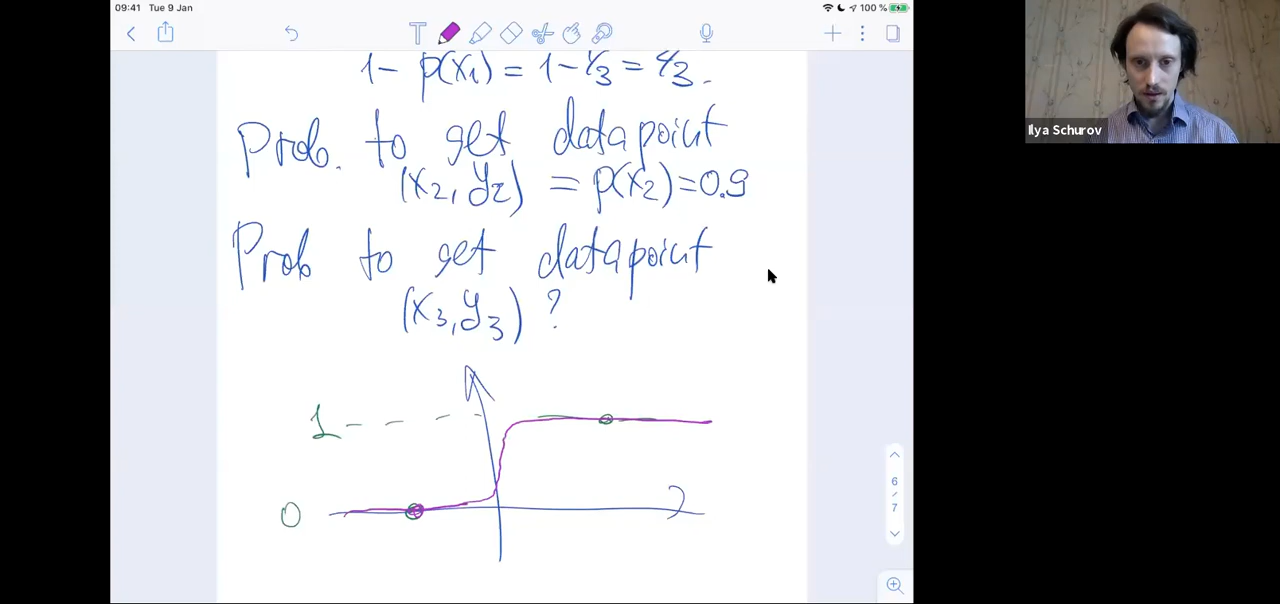 09:41 Tue 9 Jan
100 %
T
1 - p(x1) = 1 - 1/3 = 2/3.
Prob. to get datapoint
(x2, y2) = p(x2) = 0.9
Prob to get datapoint
(x3, y3) ?
1
0
6
/
7
Ilya Schurov